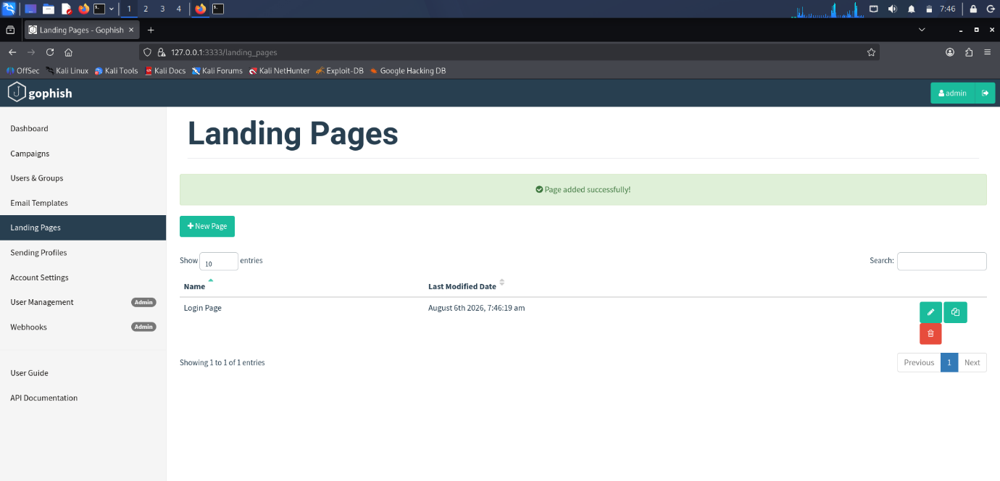 1 2 3 4 7:46
Landing Pages - Gophish
127.0.0.1:3333/landing_pages
OffSec Kali Linux Kali Tools Kali Docs Kali Forums Kali NetHunter Exploit-DB Google Hacking DB
gophish admin
Dashboard
Campaigns
Users & Groups
Email Templates
Landing Pages
Sending Profiles
Account Settings
User Management Admin
Webhooks Admin
User Guide
API Documentation
Landing Pages
Page added successfully!
New Page
Show 10 entries Search:
Name Last Modified Date
Login Page August 6th 2026, 7:46:19 am
Showing 1 to 1 of 1 entries Previous 1 Next